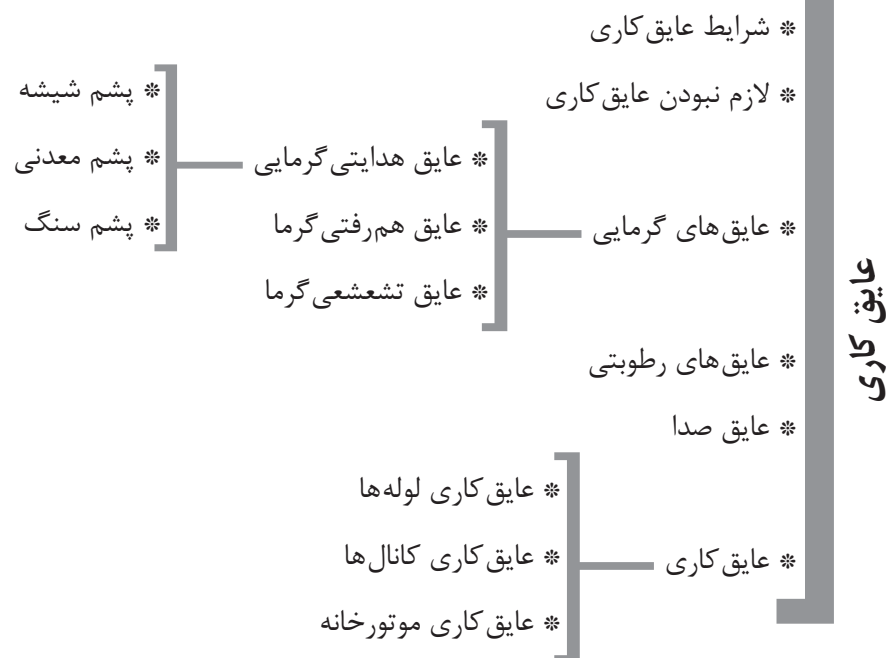 عایق کاری
* شرایط عایق‌کاری
* لازم نبودن عایق‌کاری
* عایق‌های گرمایی
* عایق هدایتی گرمایی
* پشم شیشه
* پشم معدنی
* پشم سنگ
* عایق هم‌رفتی گرما
* عایق تشعشعی گرما
* عایق‌های رطوبتی
* عایق صدا
* عایق‌کاری
* عایق‌کاری لوله‌ها
* عایق‌کاری کانال‌ها
* عایق‌کاری موتورخانه